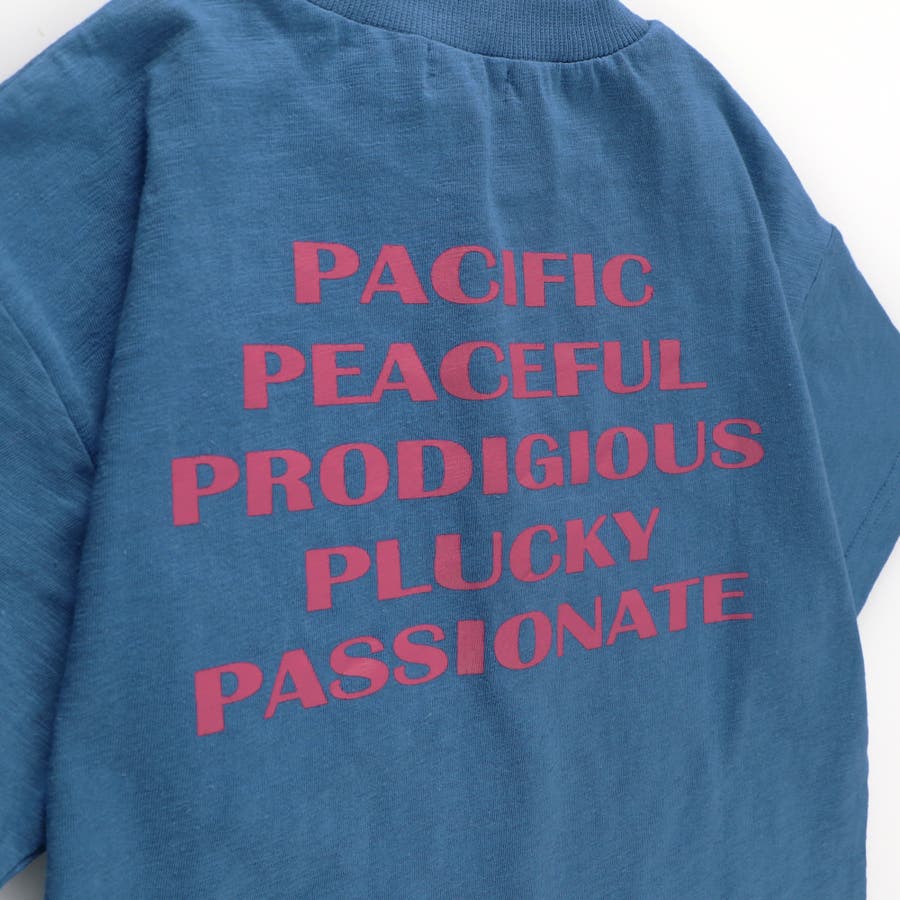 PACIFIC
PEACEFUL
PRODIGIOUS
PLUCKY
PASSIONATE